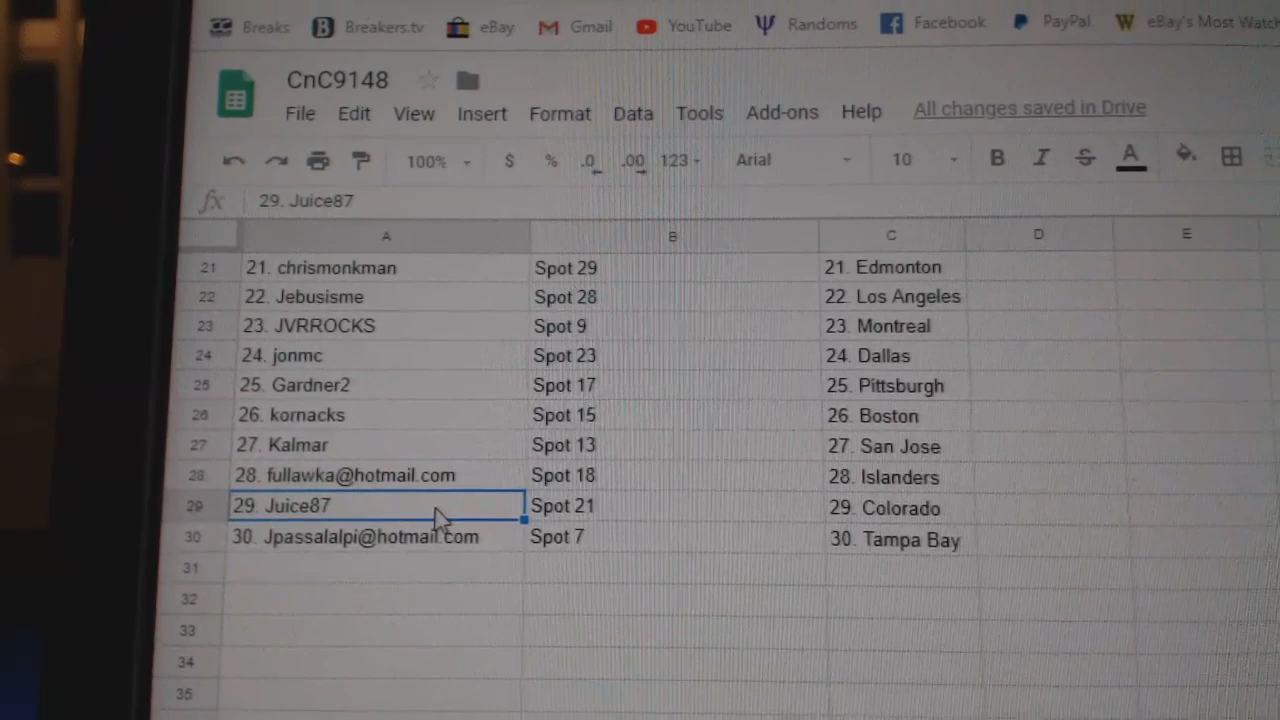 Breaks Breakers.tv eBay Gmail YouTube Randoms Facebook PayPal eBay's Most Watch
CnC9148
File Edit View Insert Format Data Tools Add-ons Help All changes saved in Drive
100% $ % .0 .00 123 Arial 10 B I S A
fx 29. Juice87
A B C D E
21 21. chrismonkman Spot 29 21. Edmonton
22 22. Jebusisme Spot 28 22. Los Angeles
23 23. JVRROCKS Spot 9 23. Montreal
24 24. jonmc Spot 23 24. Dallas
25 25. Gardner2 Spot 17 25. Pittsburgh
26 26. kornacks Spot 15 26. Boston
27 27. Kalmar Spot 13 27. San Jose
28 28. fullawka@hotmail.com Spot 18 28. Islanders
29 29. Juice87 Spot 21 29. Colorado
30 30. Jpassalalpi@hotmail.com Spot 7 30. Tampa Bay
31
32
33
34
35